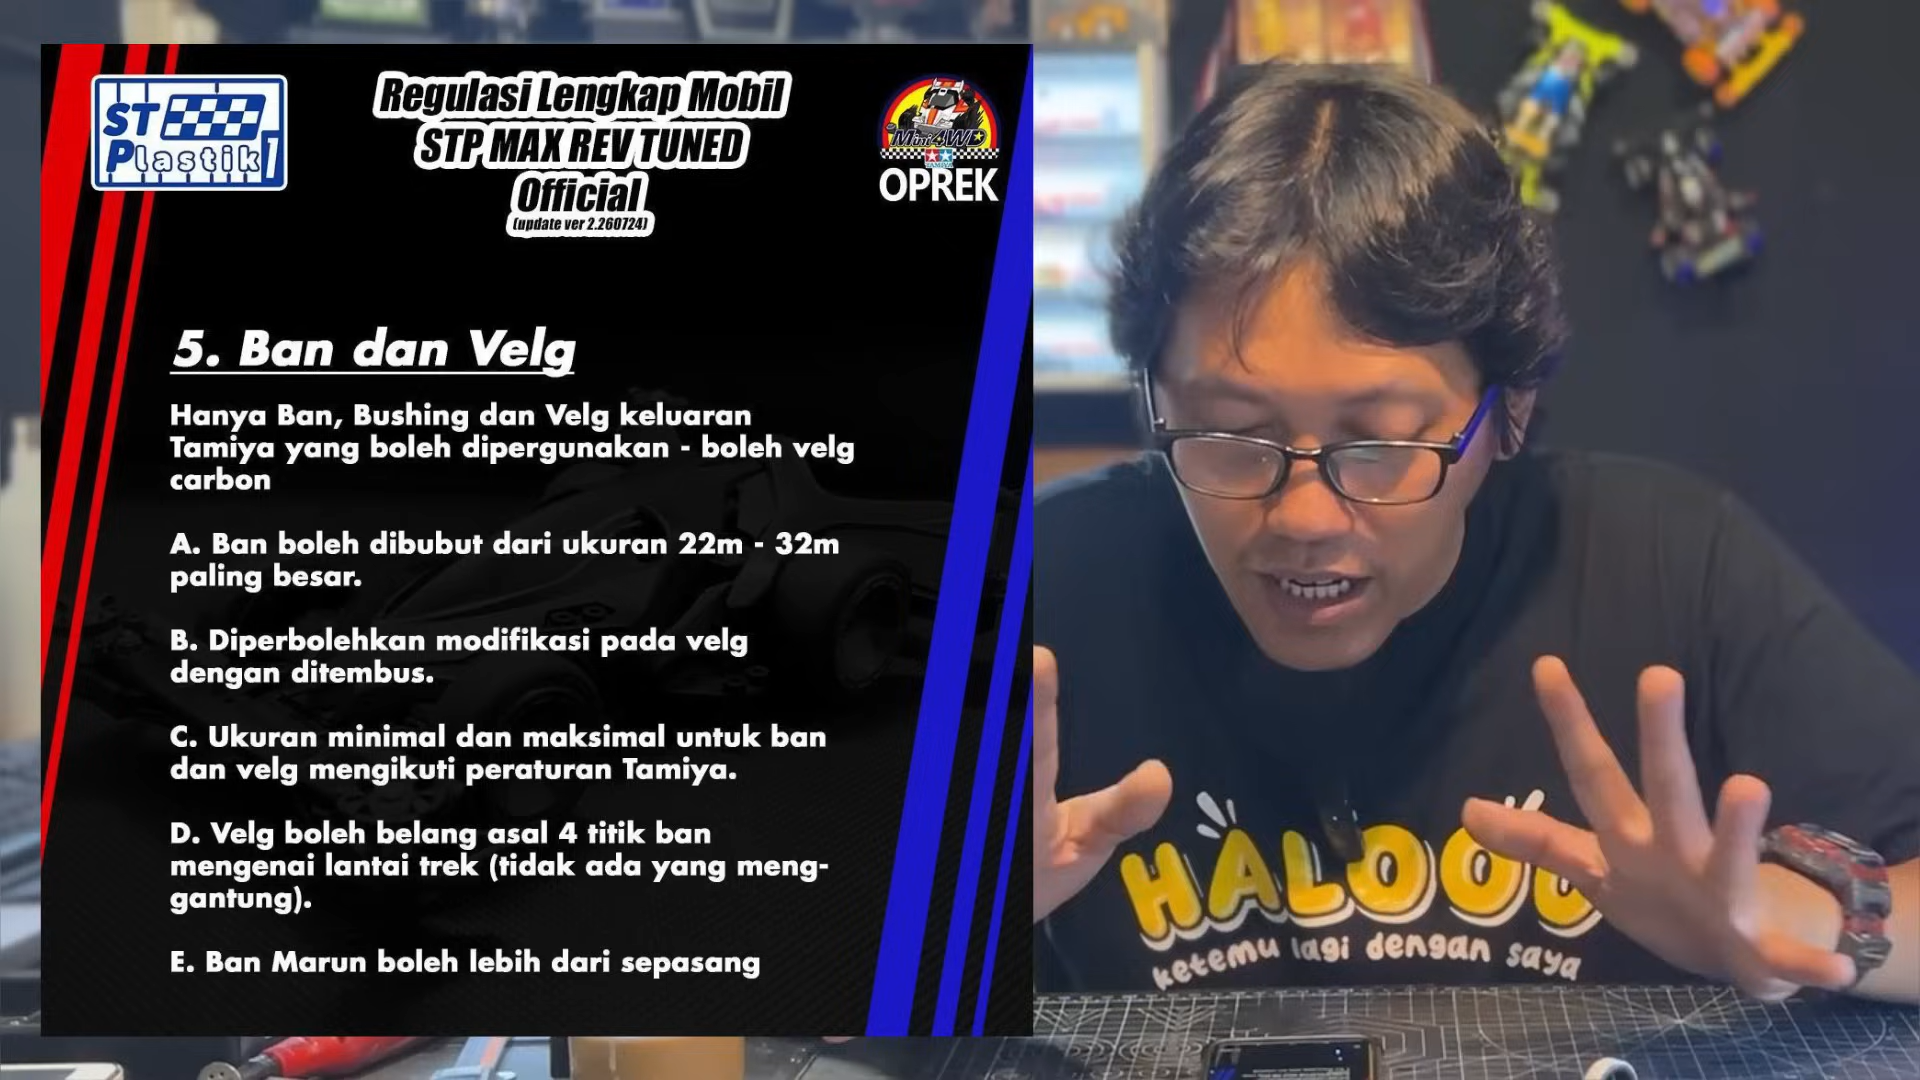 ST
Plastik1
Regulasi Lengkap Mobil
STP MAX REV TUNED
Official
(update ver 2.260724)
Mini4WD
TAMIYA
OPREK
5. Ban dan Velg
Hanya Ban, Bushing dan Velg keluaran
Tamiya yang boleh dipergunakan - boleh velg
carbon
A. Ban boleh dibubut dari ukuran 22m - 32m
paling besar.
B. Diperbolehkan modifikasi pada velg
dengan ditembus.
C. Ukuran minimal dan maksimal untuk ban
dan velg mengikuti peraturan Tamiya.
D. Velg boleh belang asal 4 titik ban
mengenai lantai trek (tidak ada yang meng-
gantung).
E. Ban Marun boleh lebih dari sepasang
HALOOO
ketemu lagi dengan saya